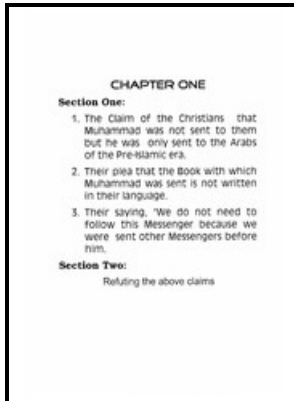 CHAPTER ONE
Section One:
1. The Claim of the Christians that
Muhammad was not sent to them
but he was only sent to the Arabs
of the Pre-Islamic era.
2. Their plea that the Book with which
Muhammad was sent is not written
in their language.
3. Their saying, "We do not need to
follow this Messenger because we
were sent other Messengers before
him.
Section Two:
Refuting the above claims